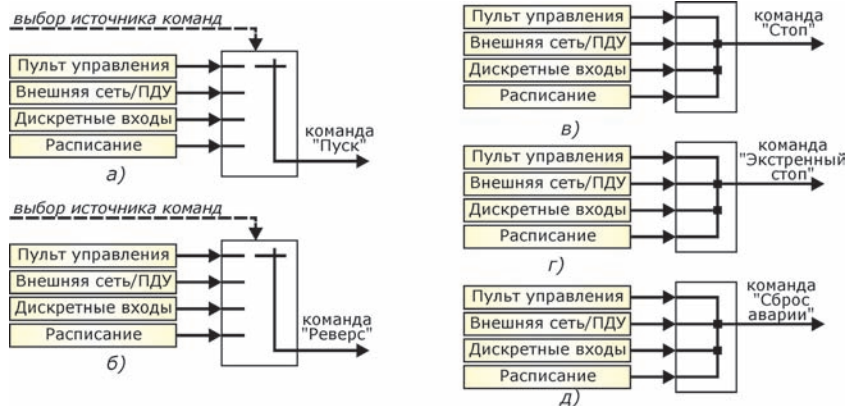 выбор источника команд
Пульт управления
Внешняя сеть/ПДУ
Дискретные входы
Расписание
команда
"Пуск"
а)
выбор источника команд
Пульт управления
Внешняя сеть/ПДУ
Дискретные входы
Расписание
команда
"Реверс"
б)
Пульт управления
Внешняя сеть/ПДУ
Дискретные входы
Расписание
команда
"Стоп"
в)
Пульт управления
Внешняя сеть/ПДУ
Дискретные входы
Расписание
команда
"Экстренный
стоп"
г)
Пульт управления
Внешняя сеть/ПДУ
Дискретные входы
Расписание
команда
"Сброс
аварии"
д)